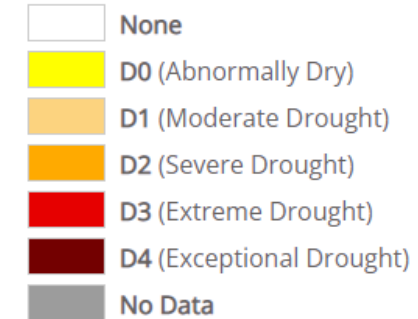 None
D0 (Abnormally Dry)
D1 (Moderate Drought)
D2 (Severe Drought)
D3 (Extreme Drought)
D4 (Exceptional Drought)
No Data